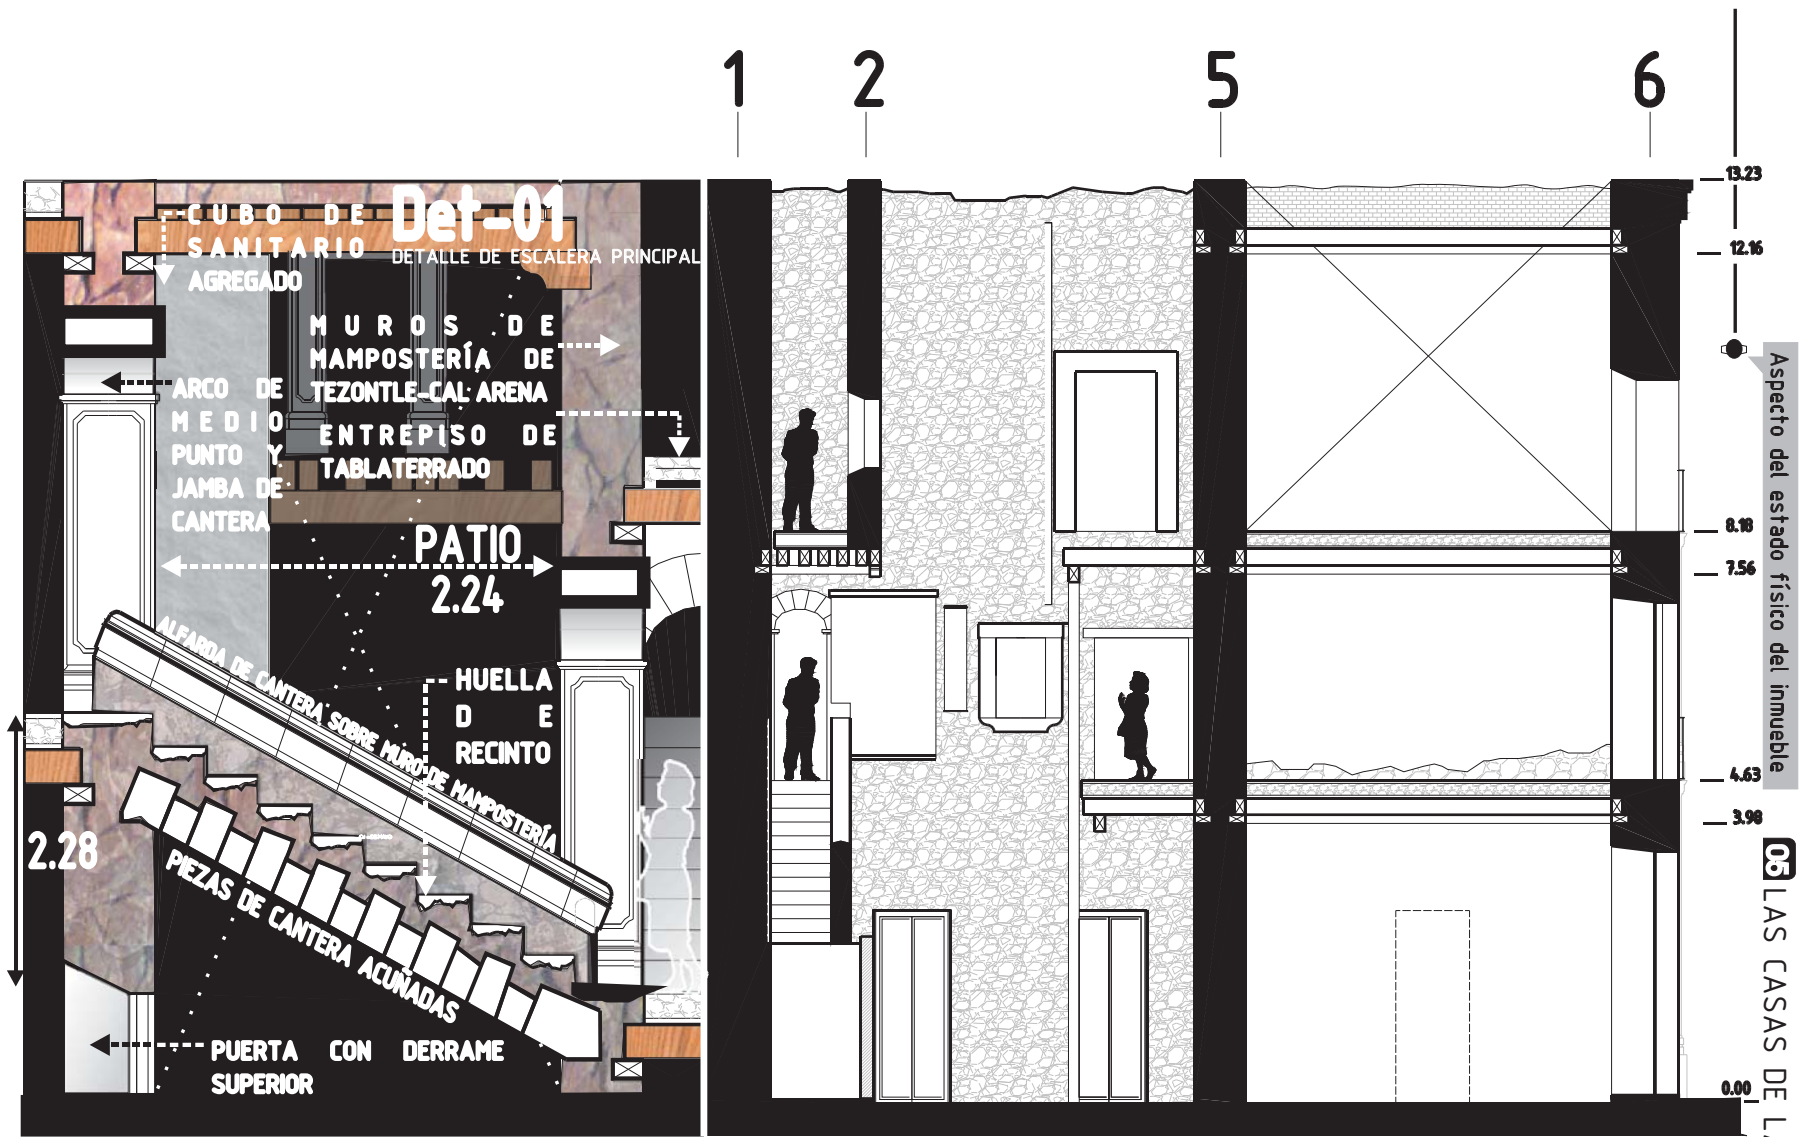 1
2
5
6
Det-01
DETALLE DE ESCALERA PRINCIPAL
CUBO DE
SANITARIO
AGREGADO
MUROS DE
MAMPOSTERÍA DE
TEZONTLE-CAL ARENA
ARCO DE
MEDIO
PUNTO Y
JAMBA DE
CANTERA
ENTREPISO DE
TABLATERRADO
PATIO
2.24
ALFARDA DE CANTERA SOBRE MURO DE MAMPOSTERÍA
HUELLA
DE
RECINTO
2.28
PIEZAS DE CANTERA ACUÑADAS
PUERTA CON DERRAME
SUPERIOR
13.23
12.16
8.18
7.56
4.63
3.98
0.00
Aspecto del estado físico del inmueble
05 LAS CASAS DE